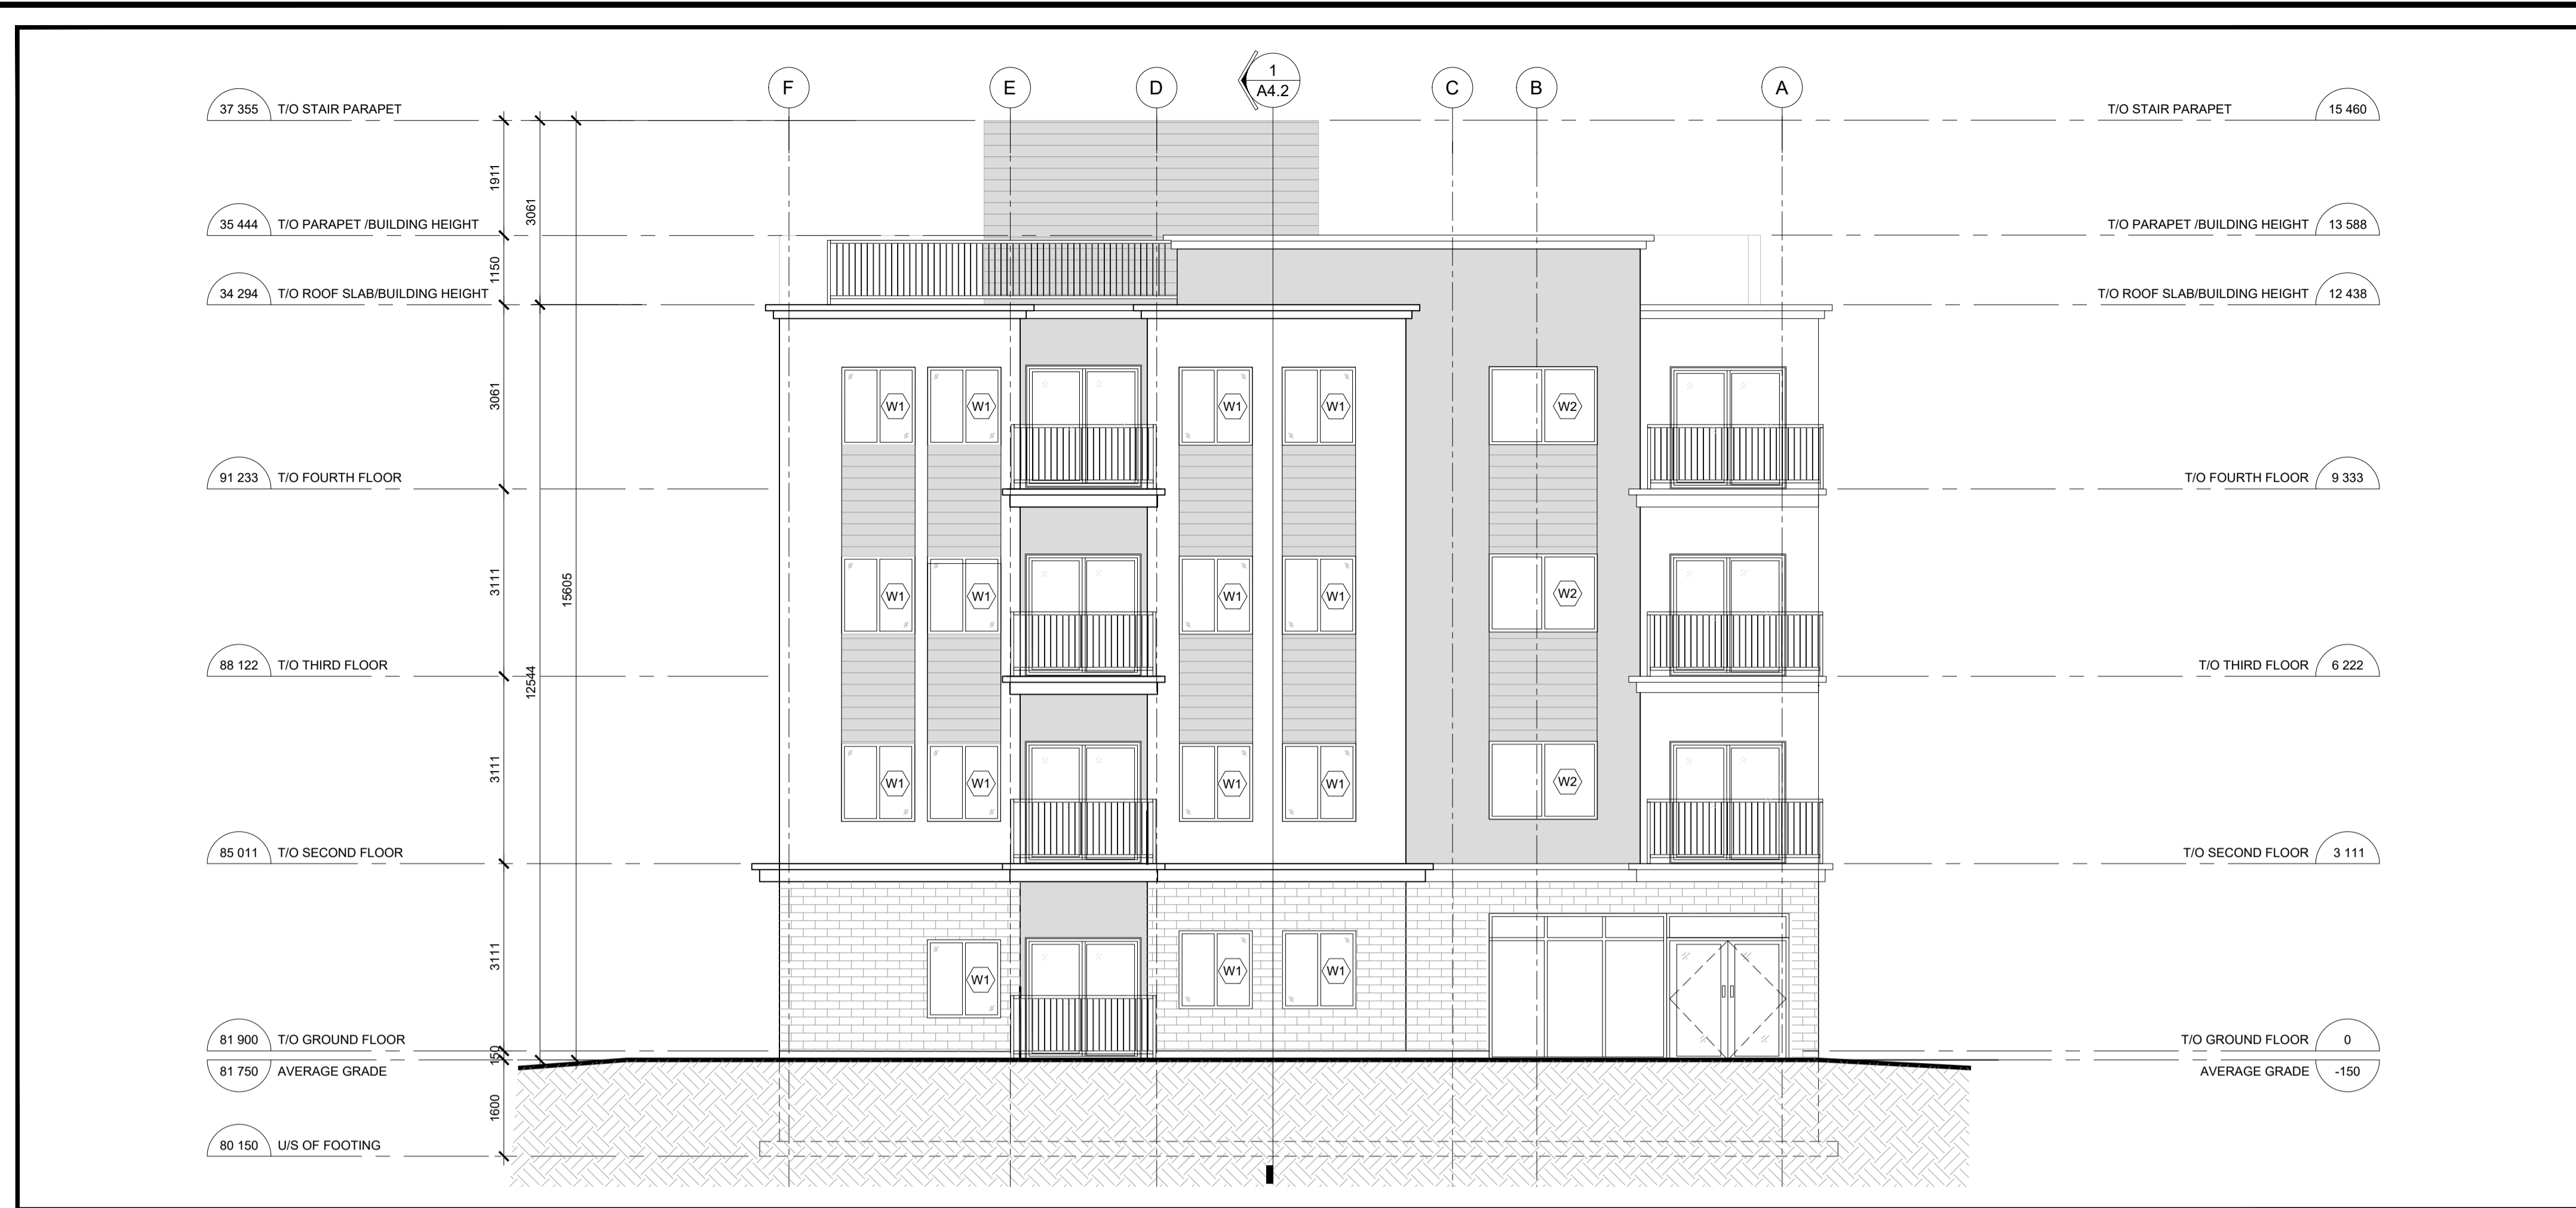 F
E
D
1
A4.2
C
B
A
37 355 T/O STAIR PARAPET
T/O STAIR PARAPET 15 460
1911
3061
35 444 T/O PARAPET /BUILDING HEIGHT
T/O PARAPET /BUILDING HEIGHT 13 588
1150
34 294 T/O ROOF SLAB/BUILDING HEIGHT
T/O ROOF SLAB/BUILDING HEIGHT 12 438
3061
W1 W1 W1 W1 W2
91 233 T/O FOURTH FLOOR
T/O FOURTH FLOOR 9 333
3111
15605
W1 W1 W1 W1 W2
88 122 T/O THIRD FLOOR
T/O THIRD FLOOR 6 222
12544
3111
W1 W1 W1 W1 W2
85 011 T/O SECOND FLOOR
T/O SECOND FLOOR 3 111
3111
W1 W1 W1
81 900 T/O GROUND FLOOR
T/O GROUND FLOOR 0
150
81 750 AVERAGE GRADE
AVERAGE GRADE -150
1600
80 150 U/S OF FOOTING